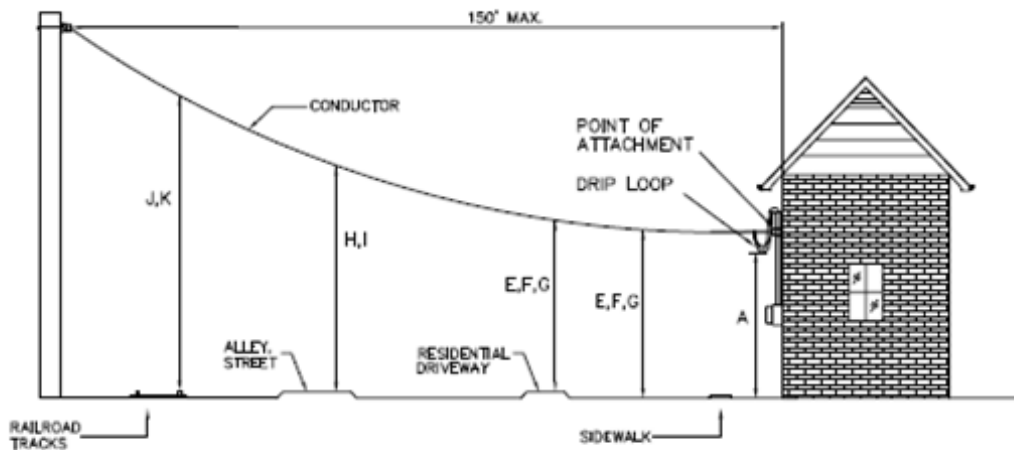 150' MAX.
CONDUCTOR
POINT OF
ATTACHMENT
DRIP LOOP
J,K
H,I
E,F,G
E,F,G
A
ALLEY,
STREET
RESIDENTIAL
DRIVEWAY
RAILROAD
TRACKS
SIDEWALK